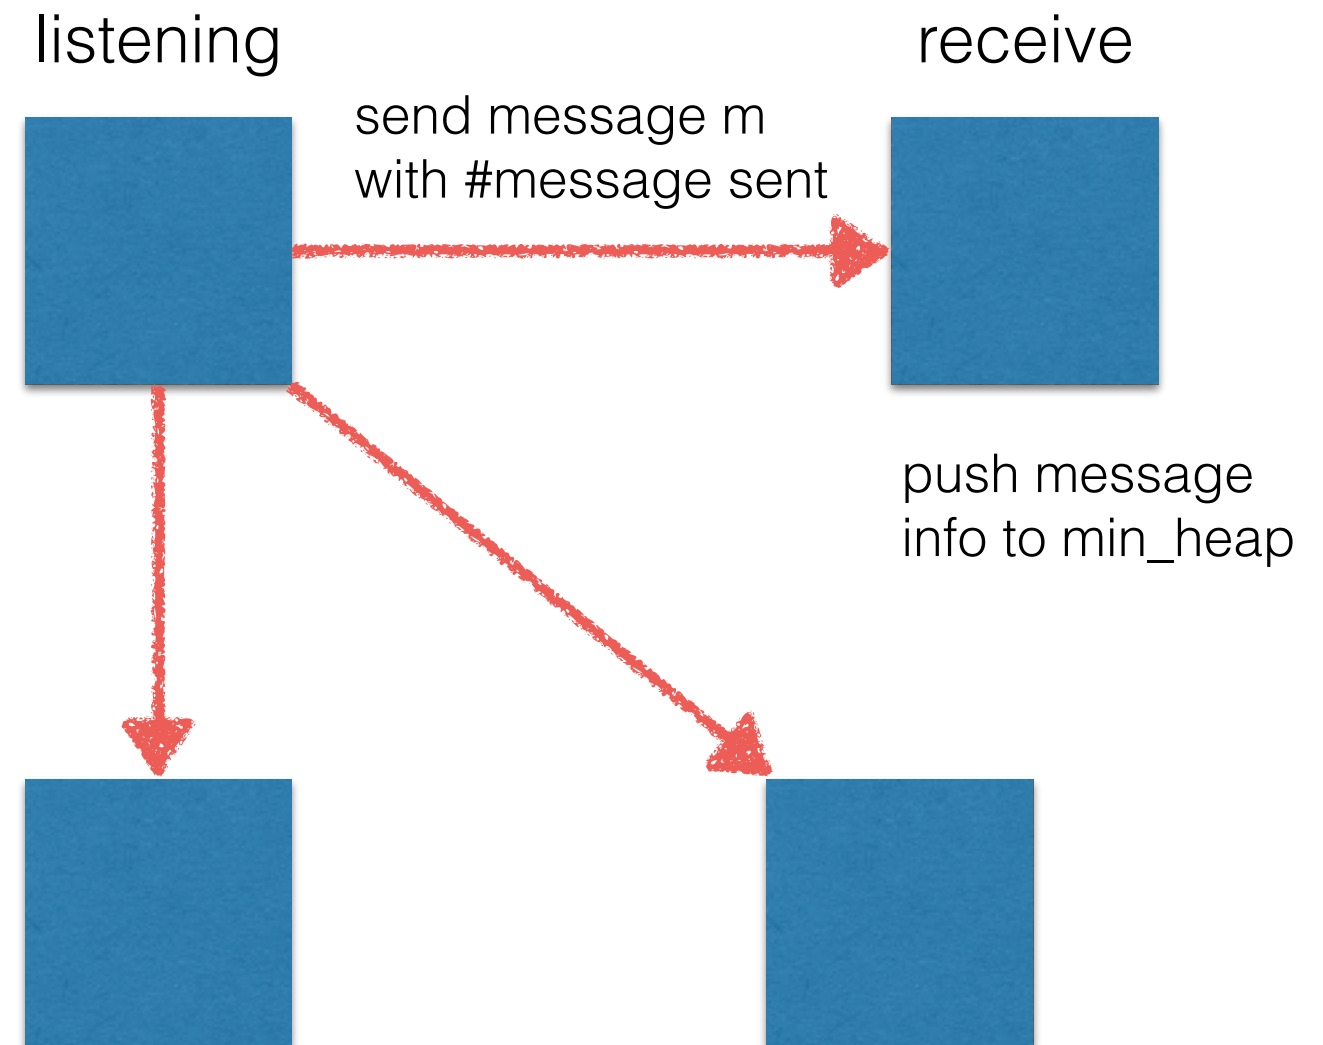 listening
receive
send message m
with #message sent
push message
info to min_heap